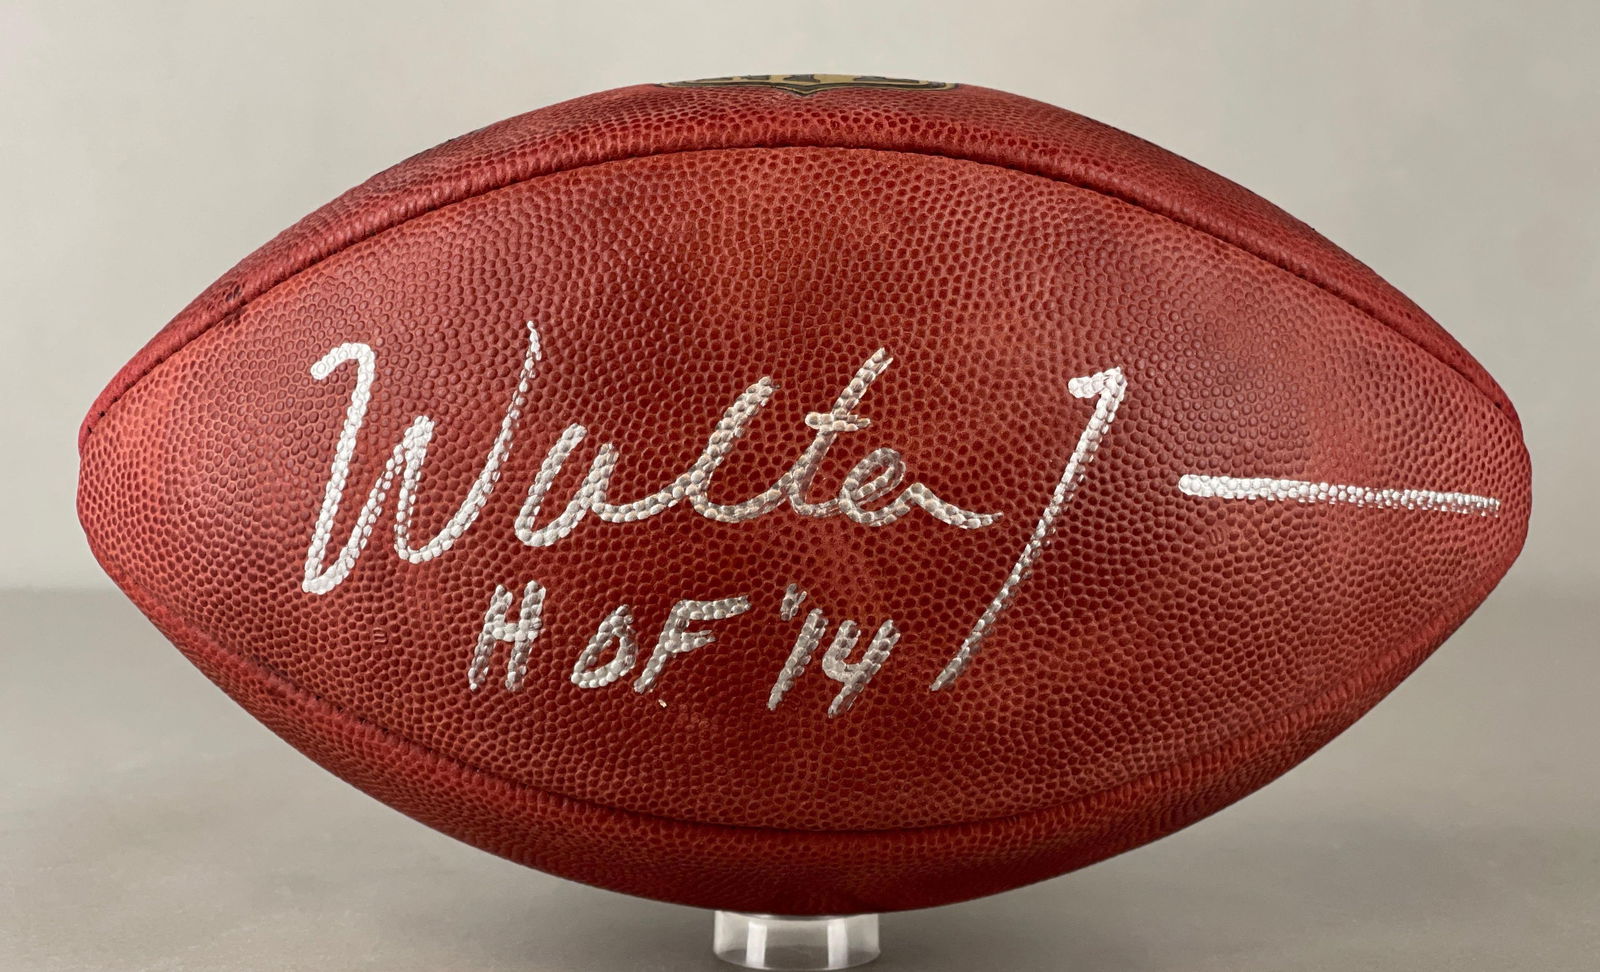 Walter J
HOF '14